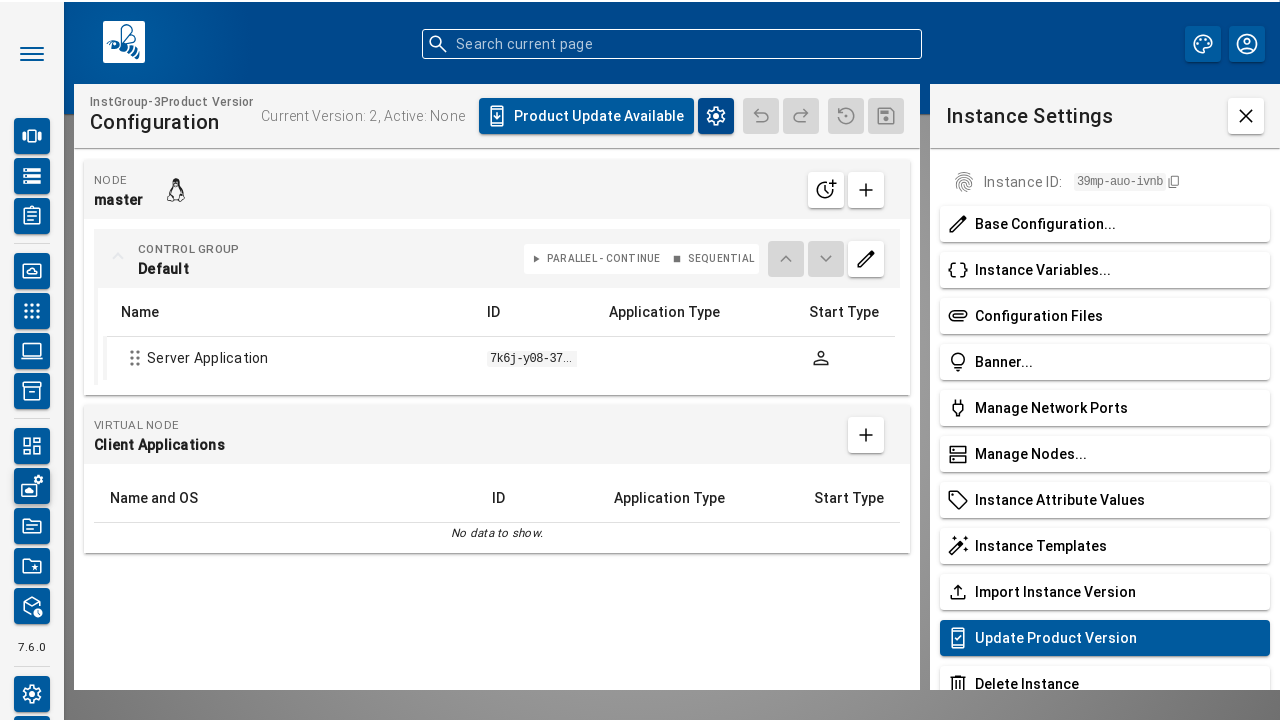 Search current page
InstGroup-3Product Version
Configuration
Current Version: 2, Active: None
Product Update Available
Instance Settings
NODE
master
Instance ID:
39mp-auo-ivnb
Base Configuration...
Instance Variables...
Configuration Files
Banner...
Manage Network Ports
Manage Nodes...
Instance Attribute Values
Instance Templates
Import Instance Version
Update Product Version
Delete Instance
CONTROL GROUP
Default
PARALLEL - CONTINUE
SEQUENTIAL
Name
ID
Application Type
Start Type
Server Application
7k6j-y08-37...
VIRTUAL NODE
Client Applications
Name and OS
ID
Application Type
Start Type
No data to show.
7.6.0